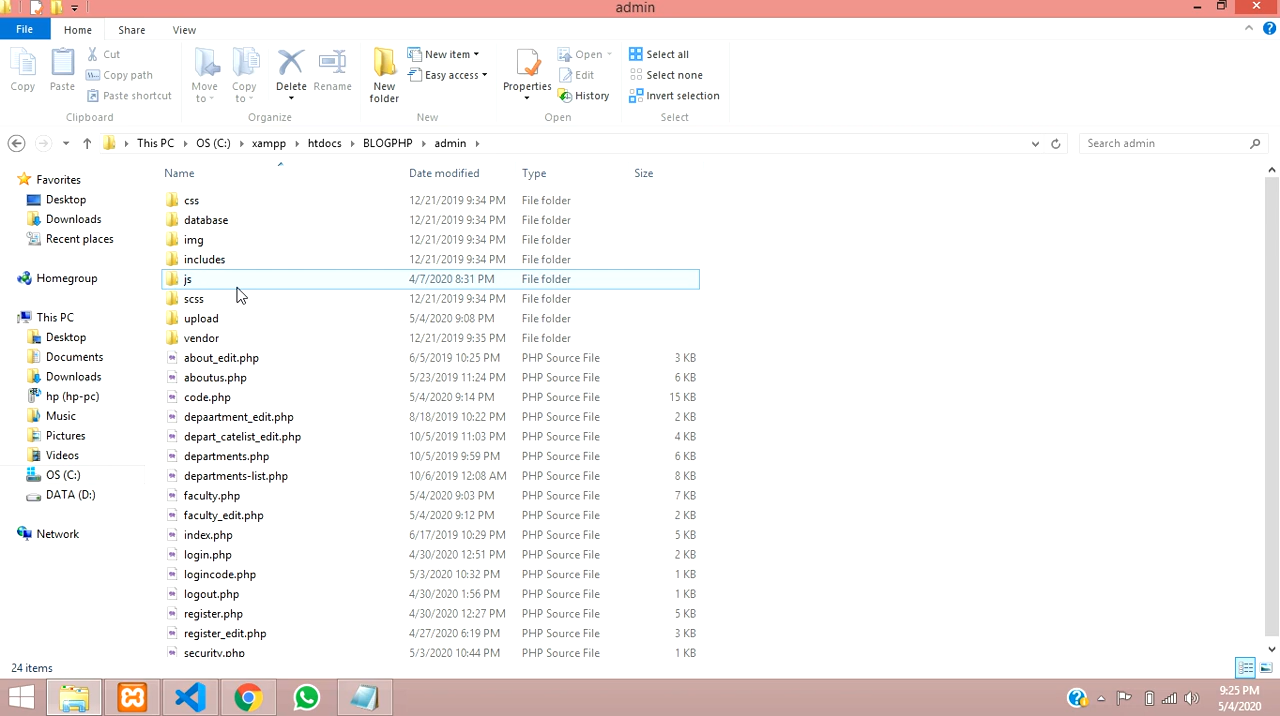 admin
File Home Share View
Copy Paste Cut Copy path Paste shortcut Move to Copy to Delete Rename New folder New item Easy access Properties Open Edit History Select all Select none Invert selection
Clipboard Organize New Open Select
This PC OS (C:) xampp htdocs BLOGPHP admin Search admin
Name Date modified Type Size
Favorites
Desktop
Downloads
Recent places
Homegroup
This PC
Desktop
Documents
Downloads
hp (hp-pc)
Music
Pictures
Videos
OS (C:)
DATA (D:)
Network
css 12/21/2019 9:34 PM File folder
database 12/21/2019 9:34 PM File folder
img 12/21/2019 9:34 PM File folder
includes 12/21/2019 9:34 PM File folder
js 4/7/2020 8:31 PM File folder
scss 12/21/2019 9:34 PM File folder
upload 5/4/2020 9:08 PM File folder
vendor 12/21/2019 9:35 PM File folder
about_edit.php 6/5/2019 10:25 PM PHP Source File 3 KB
aboutus.php 5/23/2019 11:24 PM PHP Source File 6 KB
code.php 5/4/2020 9:14 PM PHP Source File 15 KB
depaartment_edit.php 8/18/2019 10:22 PM PHP Source File 2 KB
depart_catelist_edit.php 10/5/2019 11:03 PM PHP Source File 4 KB
departments.php 10/5/2019 9:59 PM PHP Source File 6 KB
departments-list.php 10/6/2019 12:08 AM PHP Source File 8 KB
faculty.php 5/4/2020 9:03 PM PHP Source File 7 KB
faculty_edit.php 5/4/2020 9:12 PM PHP Source File 2 KB
index.php 6/17/2019 10:29 PM PHP Source File 5 KB
login.php 4/30/2020 12:51 PM PHP Source File 2 KB
logincode.php 5/3/2020 10:32 PM PHP Source File 1 KB
logout.php 4/30/2020 1:56 PM PHP Source File 1 KB
register.php 4/30/2020 12:27 PM PHP Source File 5 KB
register_edit.php 4/27/2020 6:19 PM PHP Source File 3 KB
security.php 5/3/2020 10:44 PM PHP Source File 1 KB
24 items
9:25 PM
5/4/2020